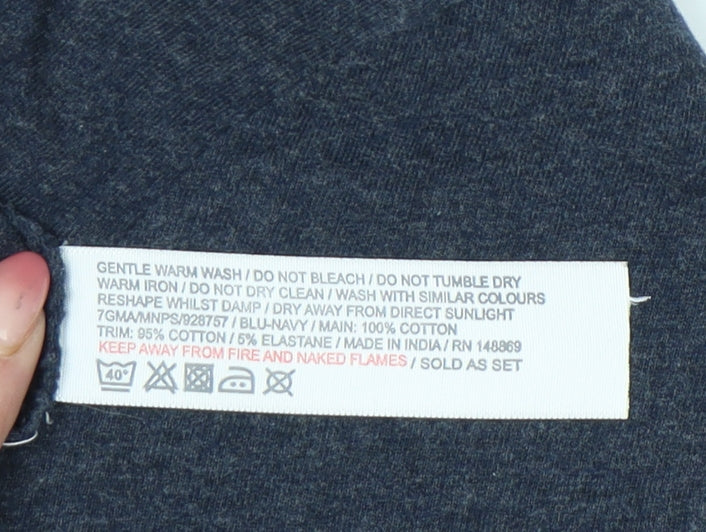 GENTLE WARM WASH / DO NOT BLEACH / DO NOT TUMBLE DRY
WARM IRON / DO NOT DRY CLEAN / WASH WITH SIMILAR COLOURS
RESHAPE WHILST DAMP / DRY AWAY FROM DIRECT SUNLIGHT
7GMA/MNPS/928757 / BLU-NAVY / MAIN: 100% COTTON
TRIM: 95% COTTON / 5% ELASTANE / MADE IN INDIA / RN 148869
KEEP AWAY FROM FIRE AND NAKED FLAMES / SOLD AS SET
40°